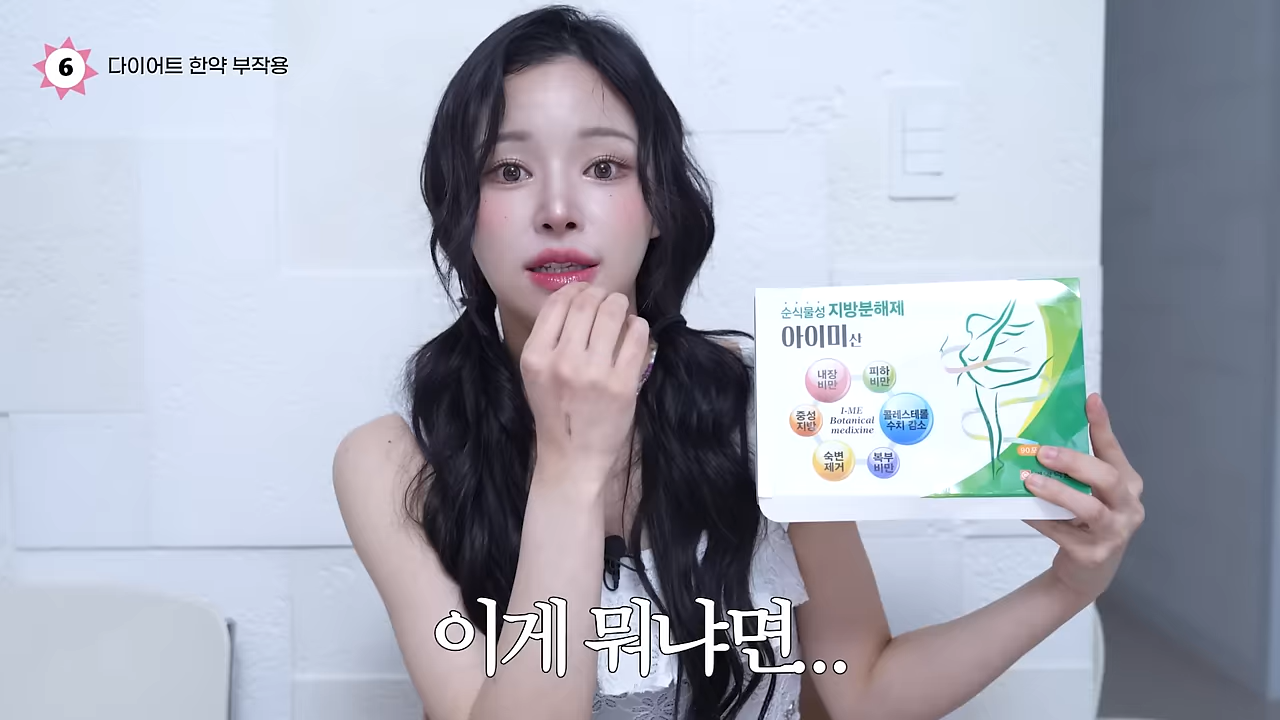 6 다이어트 한약 부작용
순식물성 지방분해제
아이미산
내장
비만
피하
비만
중성
지방
I-ME
Botanical
medixine
콜레스테롤
수치 감소
숙변
제거
복부
비만
이게 뭐냐면..